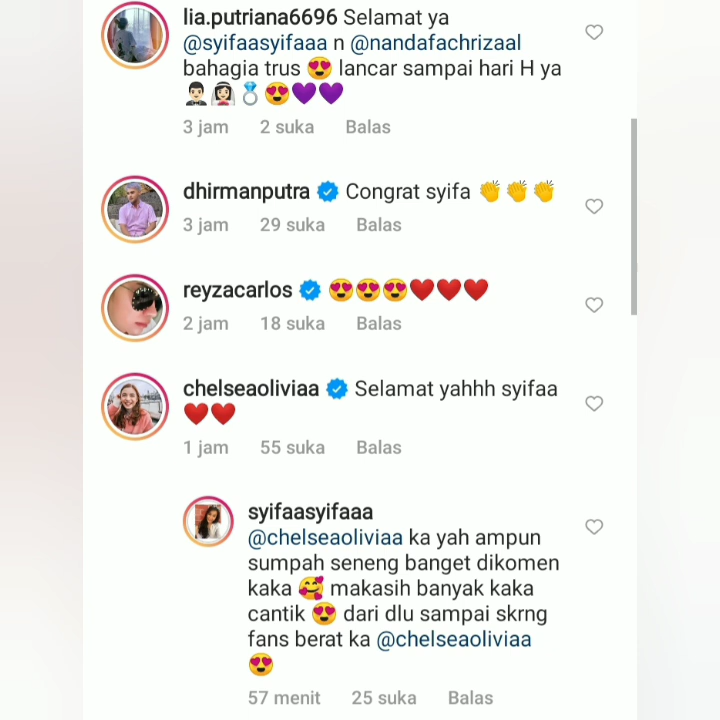 lia.putriana6696 Selamat ya
@syifaasyifaaa n @nandafachrizaal
bahagia trus 😍 lancar sampai hari H ya
🤵🏻👰🏻💍😍💜💜
3 jam 2 suka Balas
dhirmanputra Congrat syifa 👏👏👏
3 jam 29 suka Balas
reyzacarlos 😍😍😍❤️❤️❤️
2 jam 18 suka Balas
chelseaoliviaa Selamat yahhh syifaa
❤️❤️
1 jam 55 suka Balas
syifaasyifaaa
@chelseaoliviaa ka yah ampun
sumpah seneng banget dikomen
kaka 🥰 makasih banyak kaka
cantik 😍 dari dlu sampai skrng
fans berat ka @chelseaoliviaa
😍
57 menit 25 suka Balas